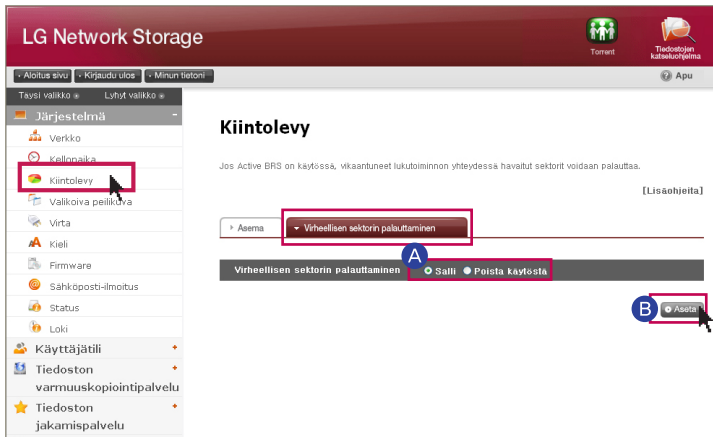 LG Network Storage
Torrent
Tiedostojen
katseluohjelma
Aloitus sivu
Kirjaudu ulos
Minun tietoni
Apu
Taysi valikko
Lyhyt valikko
Järjestelmä -
Verkko
Kellonaika
Kiintolevy
Valikoiva peilikuva
Virta
Kieli
Firmware
Sähköposti-ilmoitus
Status
Loki
Käyttäjätili +
Tiedoston +
varmuuskopiointipalvelu
Tiedoston +
jakamispalvelu
Kiintolevy
Jos Active BRS on käytössä, vikaantuneet lukutoiminnon yhteydessä havaitut sektorit voidaan palauttaa.
[Lisäohjeita]
Asema
Virheellisen sektorin palauttaminen
A
Virheellisen sektorin palauttaminen
Salli
Poista käytöstä
B
Aseta